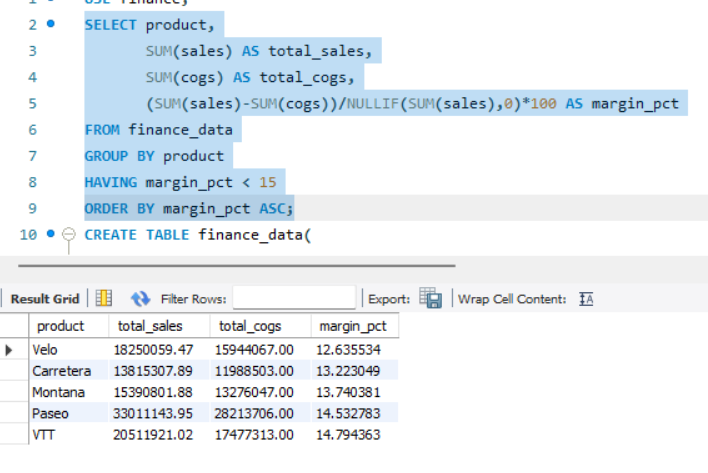 1 USE finance;
2 SELECT product,
3 SUM(sales) AS total_sales,
4 SUM(cogs) AS total_cogs,
5 (SUM(sales)-SUM(cogs))/NULLIF(SUM(sales),0)*100 AS margin_pct
6 FROM finance_data
7 GROUP BY product
8 HAVING margin_pct < 15
9 ORDER BY margin_pct ASC;
10 CREATE TABLE finance_data(
Result Grid Filter Rows: Export: Wrap Cell Content: IA
product total_sales total_cogs margin_pct
Velo 18250059.47 15944067.00 12.635534
Carretera 13815307.89 11988503.00 13.223049
Montana 15390801.88 13276047.00 13.740381
Paseo 33011143.95 28213706.00 14.532783
VTT 20511921.02 17477313.00 14.794363